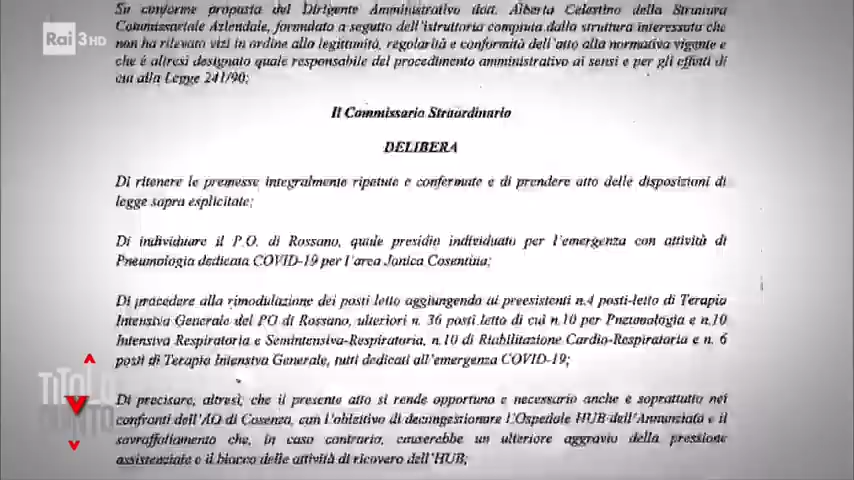 Rai 3 HD
Su conforme proposta del Dirigente Amministrativo dott. Alberta Celestino della Struttura
Commissariale Aziendale, formulato a seguito dell'istruttoria compiuta dalla struttura interessata che
non ha rilevato vizi in ordine alla legittimità, regolarità e conformità dell'atto alla normativa vigente e
che é altresì designato quale responsabile del procedimento amministrativo ai sensi e per gli effetti di
cui alla Legge 241/90;
Il Commissario Straordinario
DELIBERA
Di ritenere le premesse integralmente ripetute e confermate e di prendere atto delle disposizioni di
legge sopra esplicitate;
Di individuare il P.O. di Rossano, quale presidio individuato per l'emergenza con attività di
Pneumologia dedicata COVID-19 per l'area Jonica Cosentina;
Di procedere alla rimodulazione dei posti letto aggiungendo ai preesistenti n.4 posti-letto di Terapia
Intensiva Generale del PO di Rossano, ulteriori n. 36 posti letto di cui n.10 per Pneumologia e n.10
Intensiva Respiratoria e Semintensiva-Respiratoria, n.10 di Riabilitazione Cardio-Respiratoria e n. 6
posti di Terapia Intensiva Generale, tutti dedicati all'emergenza COVID-19;
Di precisare, altresì, che il presente atto si rende opportuno e necessario anche e soprattutto nei
confronti dell'AO di Cosenza, con l'obiettivo di decongessionare l'Ospedale HUB dell'Annunziata e il
sovraffollamento che, in caso contrario, causerebbe un ulteriore aggravio della pressione
assistenziale e il blocco delle attività di ricovero dell'HUB;
TITOLO
QUINTO